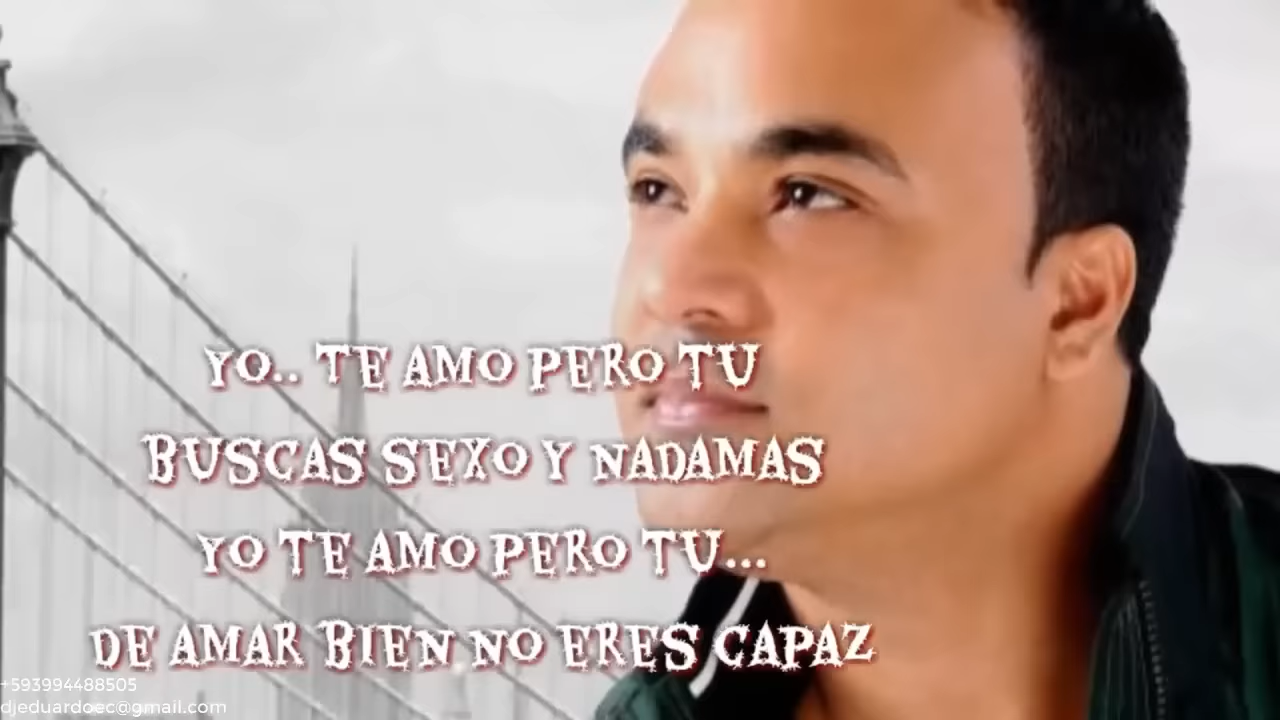 YO.. TE AMO PERO TU
BUSCAS SEXO Y NADAMAS
YO TE AMO PERO TU...
DE AMAR BIEN NO ERES CAPAZ
+593994488505
djeduardoec@gmail.com